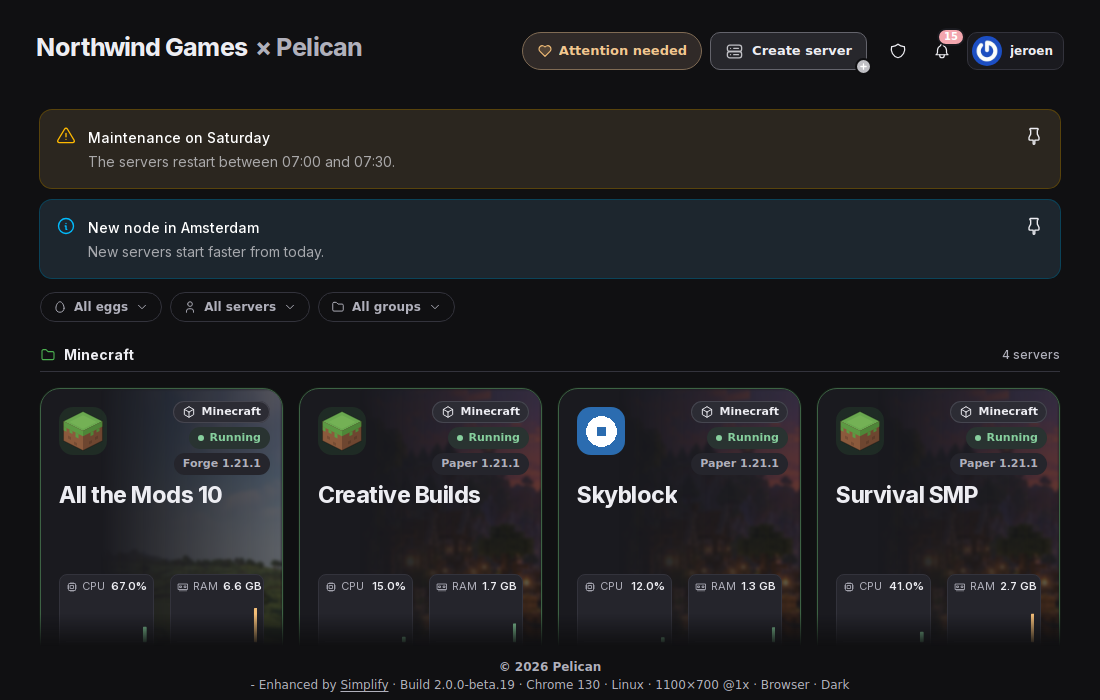 Northwind Games × Pelican
Attention needed
Create server
15
jeroen
Maintenance on Saturday
The servers restart between 07:00 and 07:30.
New node in Amsterdam
New servers start faster from today.
All eggs
All servers
All groups
Minecraft
4 servers
Minecraft
Running
Forge 1.21.1
All the Mods 10
CPU 67.0%
RAM 6.6 GB
Minecraft
Running
Paper 1.21.1
Creative Builds
CPU 15.0%
RAM 1.7 GB
Minecraft
Running
Paper 1.21.1
Skyblock
CPU 12.0%
RAM 1.3 GB
Minecraft
Running
Paper 1.21.1
Survival SMP
CPU 41.0%
RAM 2.7 GB
© 2026 Pelican
- Enhanced by Simplify · Build 2.0.0-beta.19 · Chrome 130 · Linux · 1100×700 @1x · Browser · Dark